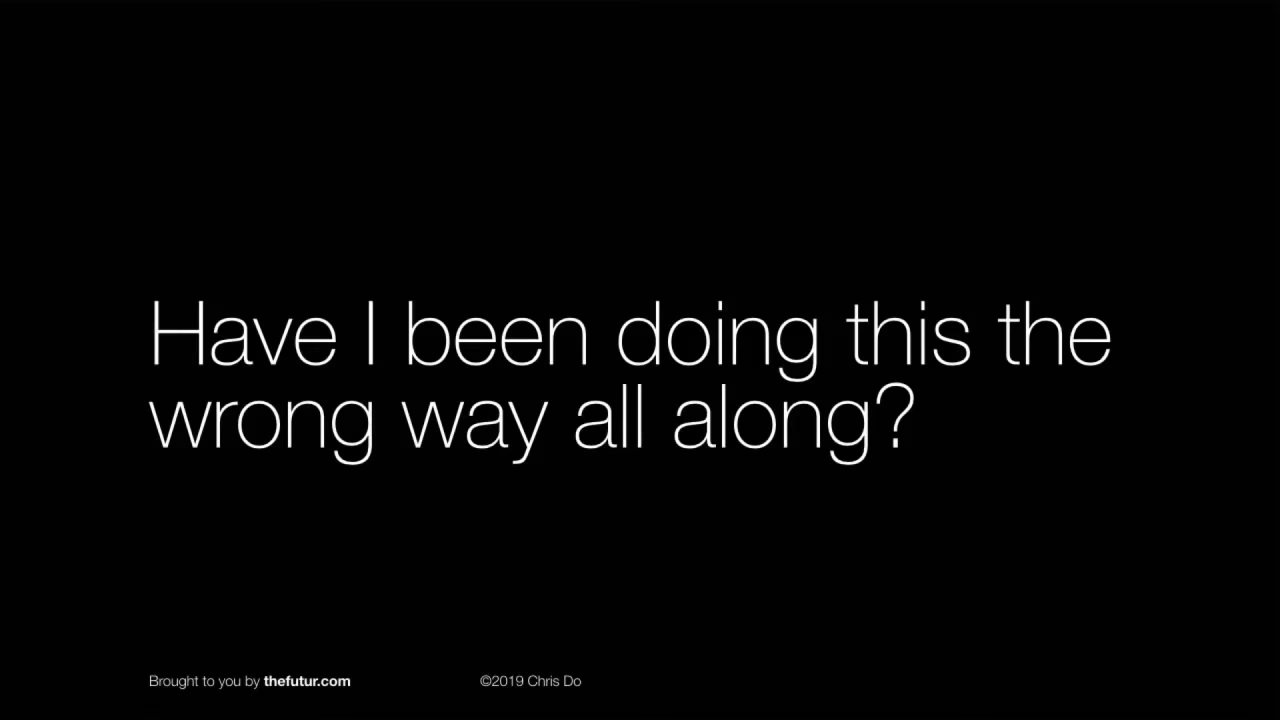 Have I been doing this the
wrong way all along?
Brought to you by thefutur.com
©2019 Chris Do